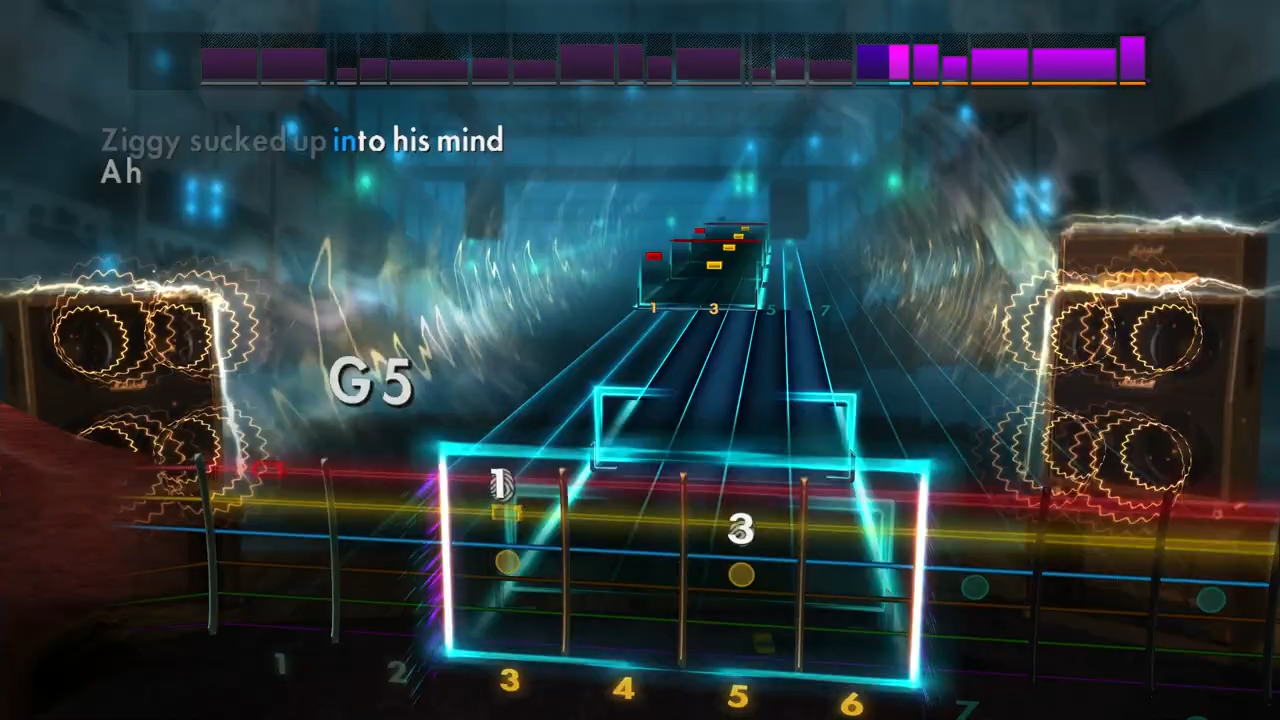 Ziggy sucked up into his mind
Ah
1 3 5 7
G5
1
3
1 2 3 4 5 6 7